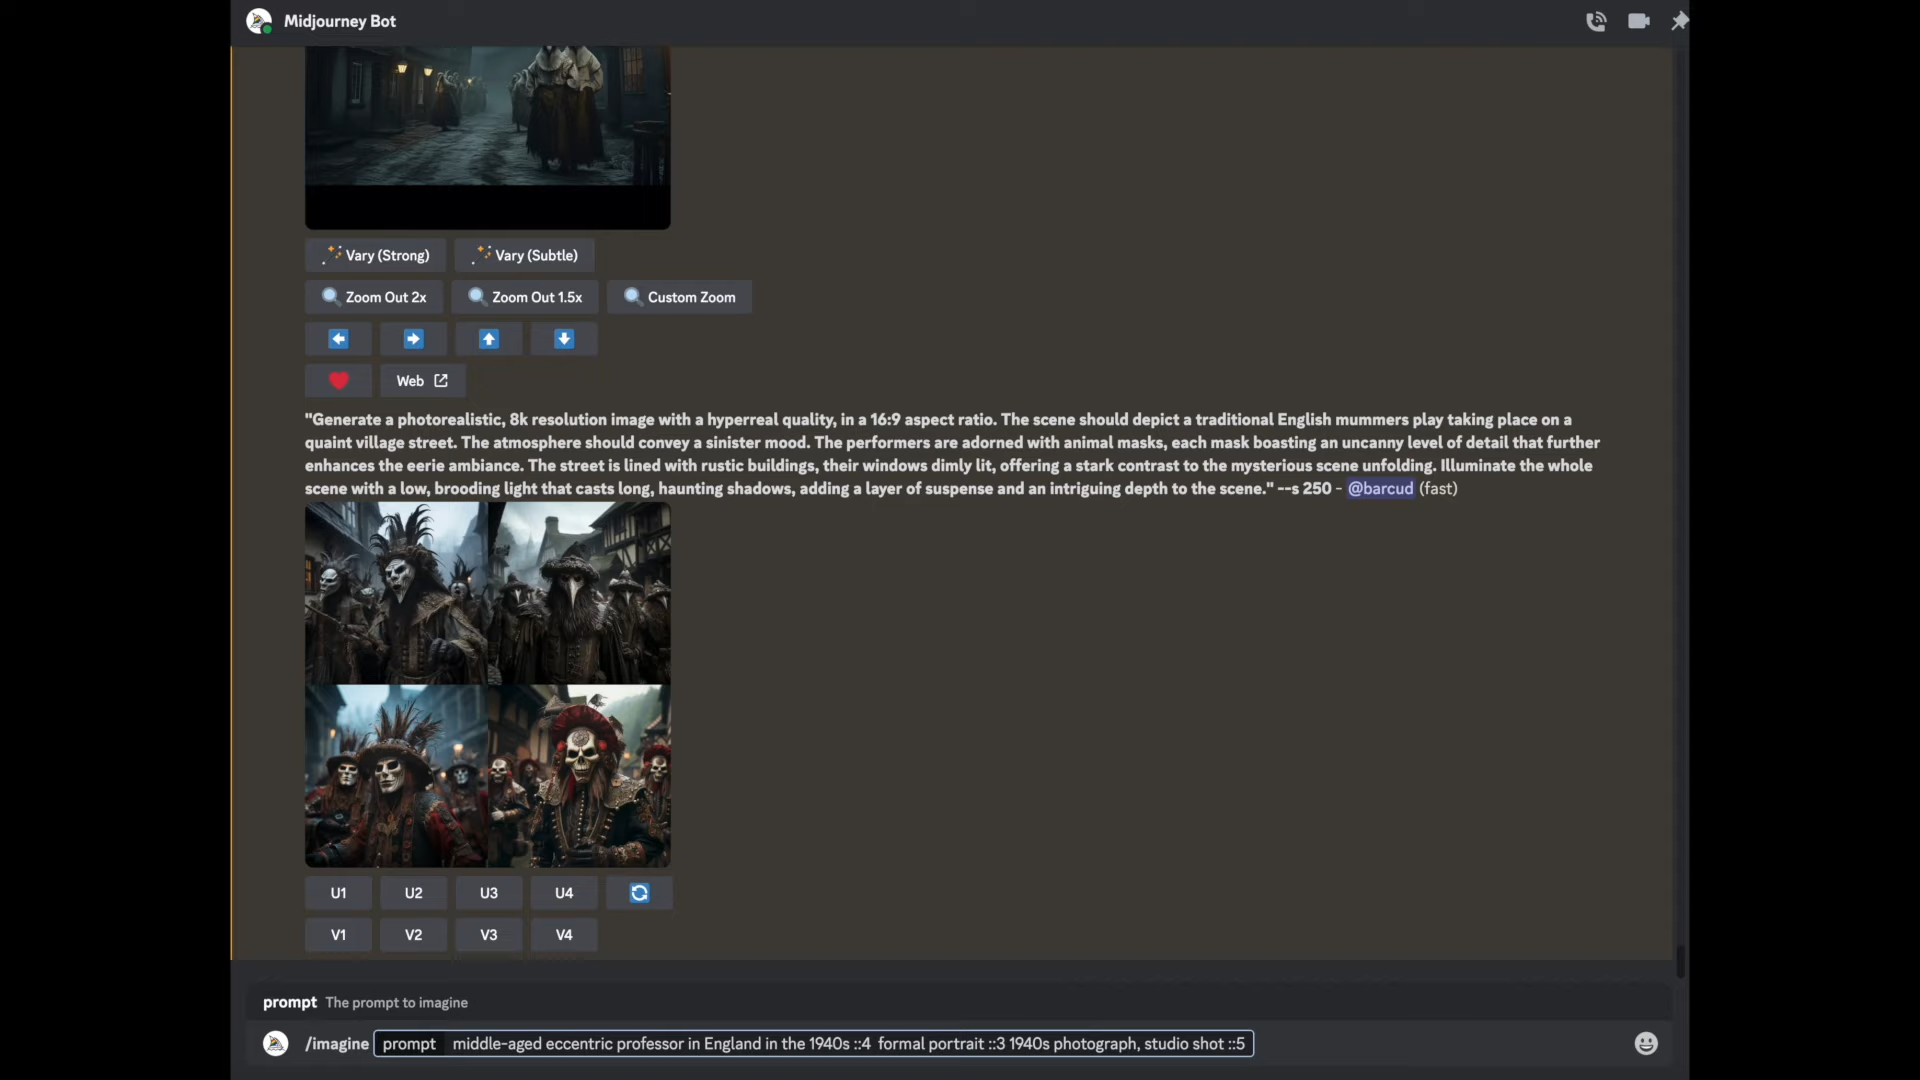 Midjourney Bot
Vary (Strong) Vary (Subtle)
Zoom Out 2x Zoom Out 1.5x Custom Zoom
Web
"Generate a photorealistic, 8k resolution image with a hyperreal quality, in a 16:9 aspect ratio. The scene should depict a traditional English mummers play taking place on a
quaint village street. The atmosphere should convey a sinister mood. The performers are adorned with animal masks, each mask boasting an uncanny level of detail that further
enhances the eerie ambiance. The street is lined with rustic buildings, their windows dimly lit, offering a stark contrast to the mysterious scene unfolding. Illuminate the whole
scene with a low, brooding light that casts long, haunting shadows, adding a layer of suspense and an intriguing depth to the scene." --s 250 - @barcud (fast)
U1 U2 U3 U4
V1 V2 V3 V4
prompt The prompt to imagine
/imagine prompt middle-aged eccentric professor in England in the 1940s ::4 formal portrait ::3 1940s photograph, studio shot ::5